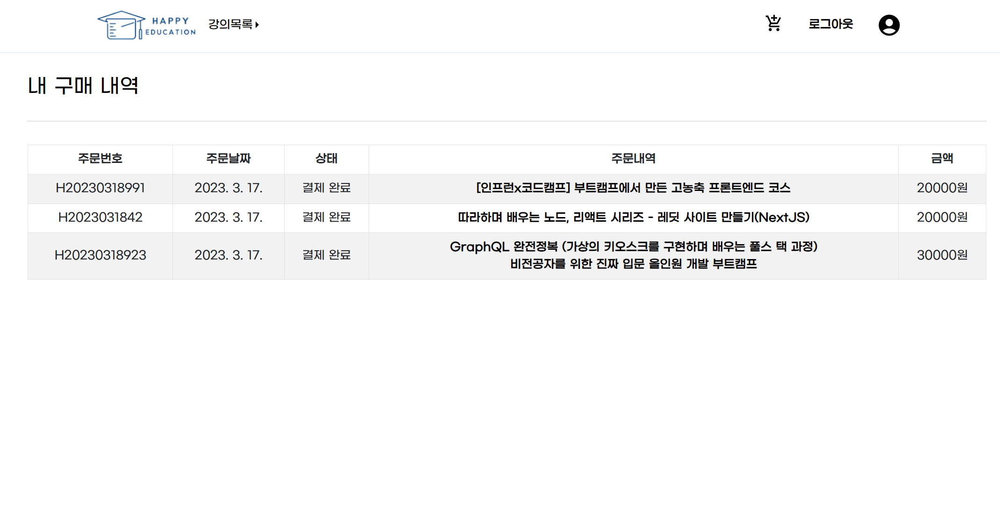 HAPPY
EDUCATION
강의목록
로그아웃
내 구매 내역
주문번호 주문날짜 상태 주문내역 금액
H20230318991 2023. 3. 17. 결제 완료 [인프런x코드캠프] 부트캠프에서 만든 고농축 프론트엔드 코스 20000원
H2023031842 2023. 3. 17. 결제 완료 따라하며 배우는 노드, 리액트 시리즈 - 레딧 사이트 만들기(NextJS) 20000원
H20230318923 2023. 3. 17. 결제 완료 GraphQL 완전정복 (가상의 키오스크를 구현하며 배우는 풀스 택 과정) 30000원
비전공자를 위한 진짜 입문 올인원 개발 부트캠프